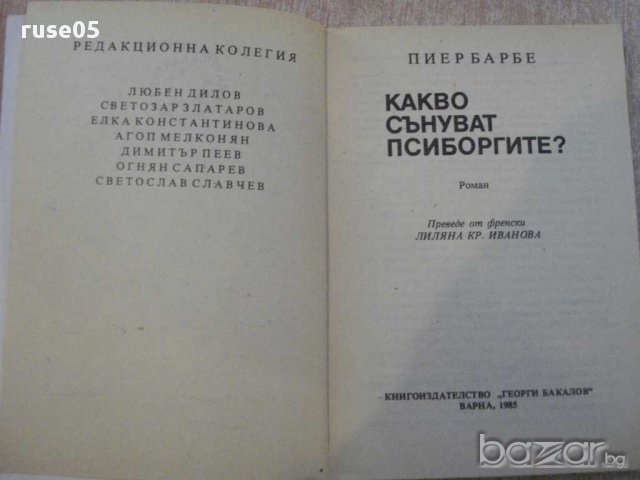 ruse05
РЕДАКЦИОННА КОЛЕГИЯ
ЛЮБЕН ДИЛОВ
СВЕТОЗАР ЗЛАТАРОВ
ЕЛКА КОНСТАНТИНОВА
АГОП МЕЛКОНЯН
ДИМИТЪР ПЕЕВ
ОГНЯН САПАРЕВ
СВЕТОСЛАВ СЛАВЧЕВ
ПИЕР БАРБЕ
КАКВО
СЪНУВАТ
ПСИБОРГИТЕ?
Роман
Преведе от френски
ЛИЛЯНА КР. ИВАНОВА
КНИГОИЗДАТЕЛСТВО „ГЕОРГИ БАКАЛОВ"
ВАРНА, 1985
bazar.bg